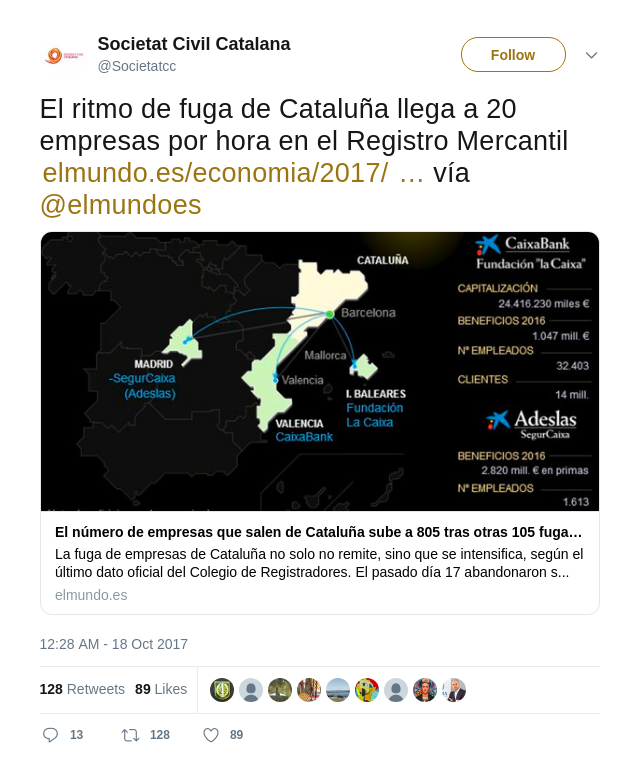 Societat Civil Catalana
@Societatcc
Follow
El ritmo de fuga de Cataluña llega a 20
empresas por hora en el Registro Mercantil
elmundo.es/economia/2017/ … vía
@elmundoes
CATALUÑA
Barcelona
Mallorca
MADRID
-SegurCaixa
(Adeslas)
Valencia
VALENCIA
CaixaBank
I. BALEARES
Fundación
La Caixa
CaixaBank
Fundación "la Caixa"
CAPITALIZACIÓN
24.416.230 miles €
BENEFICIOS 2016
1.047 mill. €
Nº EMPLEADOS
32.403
CLIENTES
14 mill.
Adeslas
SegurCaixa
BENEFICIOS 2016
2.820 mill. € en primas
Nº EMPLEADOS
1.613
El número de empresas que salen de Cataluña sube a 805 tras otras 105 fuga…
La fuga de empresas de Cataluña no solo no remite, sino que se intensifica, según el
último dato oficial del Colegio de Registradores. El pasado día 17 abandonaron s...
elmundo.es
12:28 AM - 18 Oct 2017
128 Retweets 89 Likes
13 128 89